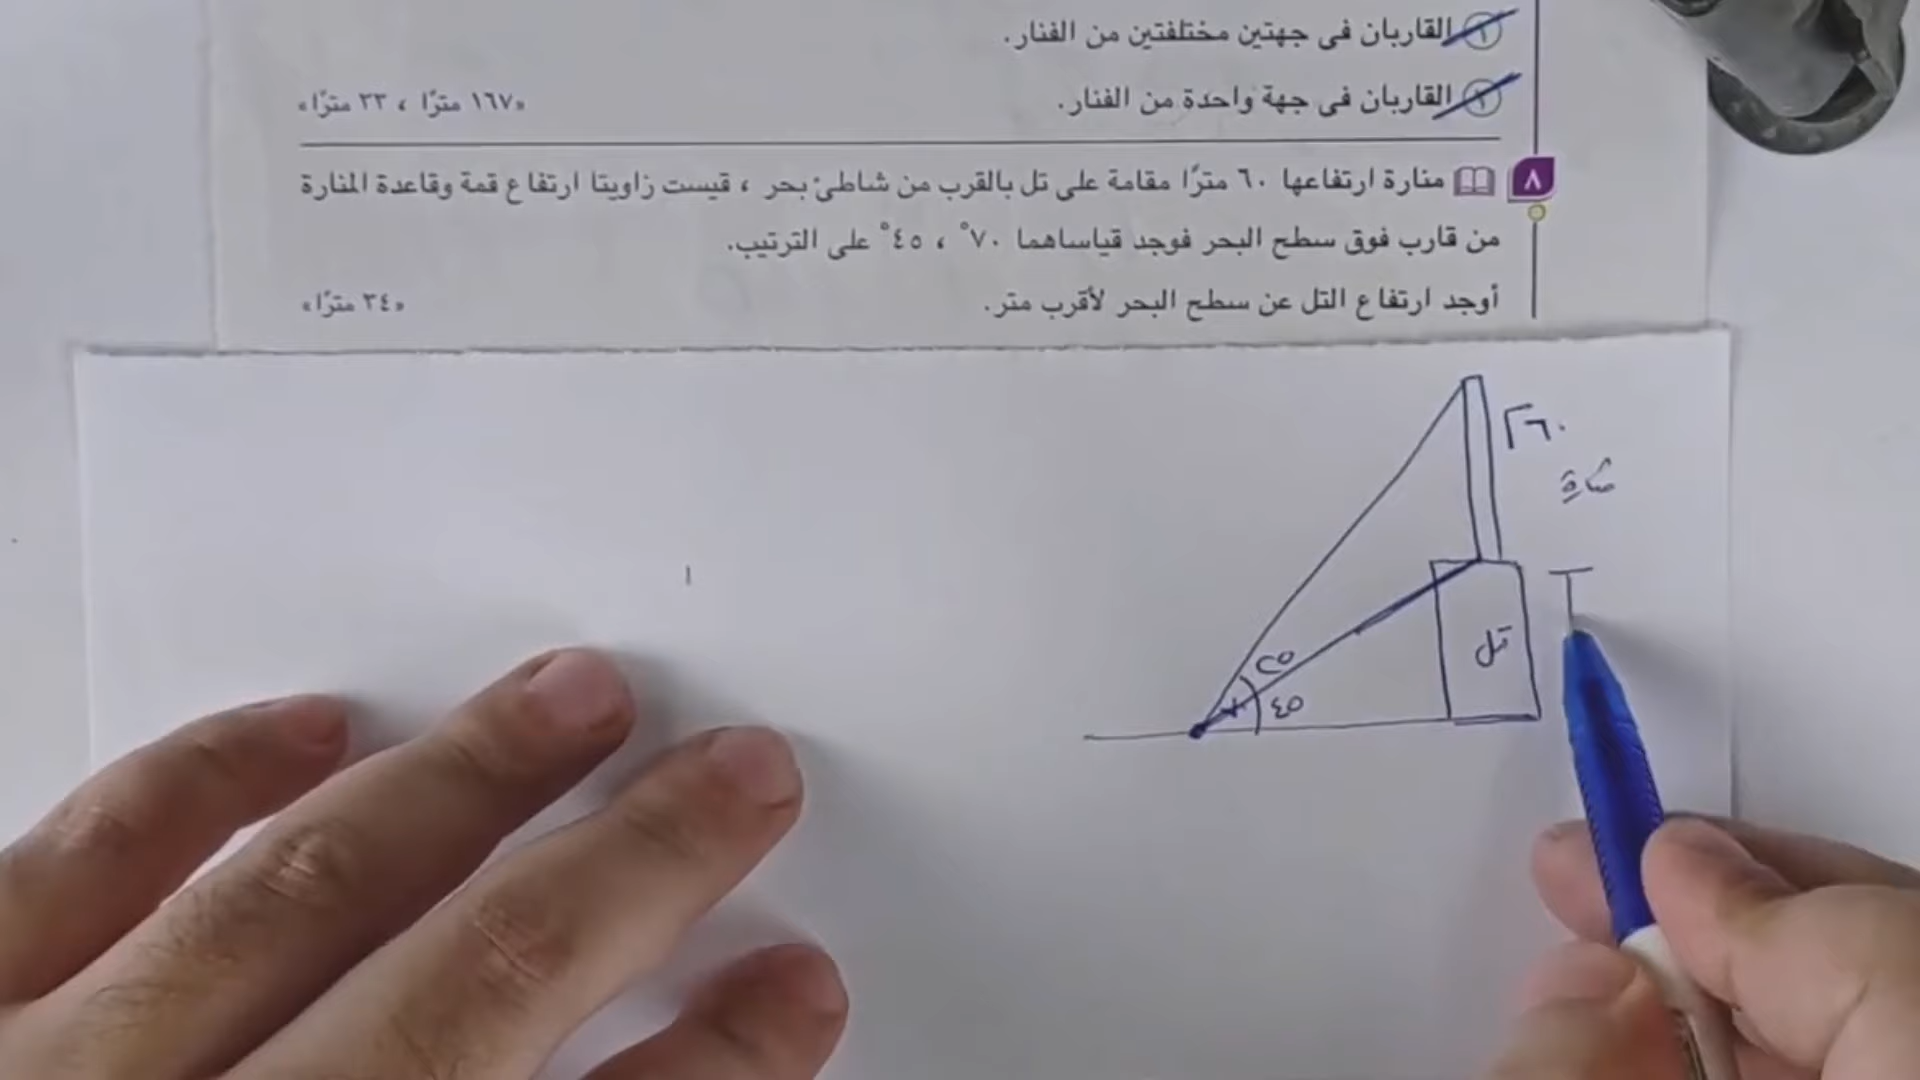 ١ القاربان فى جهتين مختلفتين من الفنار.
٢ القاربان فى جهة واحدة من الفنار. «١٦٧ مترًا ، ٣٣ مترًا»
٨ منارة ارتفاعها ٦٠ مترًا مقامة على تل بالقرب من شاطئ بحر ، قيست زاويتا ارتفاع قمة وقاعدة المنارة
من قارب فوق سطح البحر فوجد قياساهما ٧٠° ، ٤٥° على الترتيب.
أوجد ارتفاع التل عن سطح البحر لأقرب متر. «٣٤ مترًا»
٦٠م
منارة
تل
٢٥
٤٥